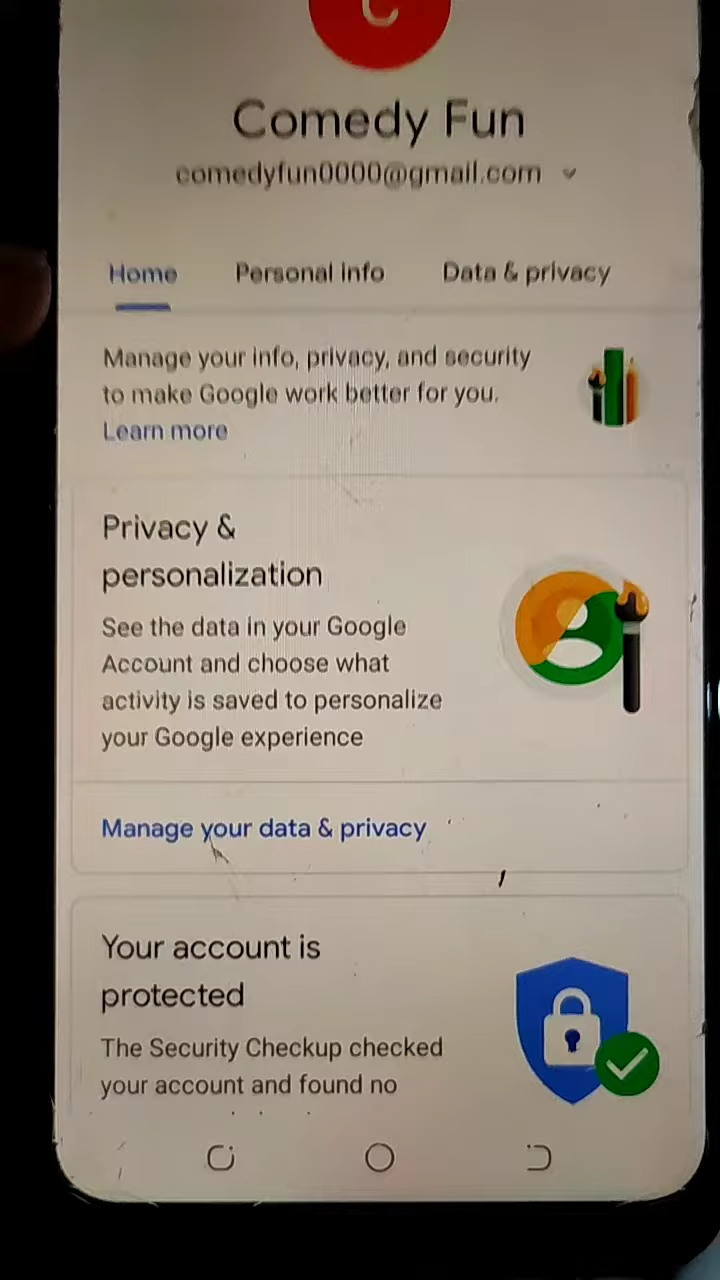 C
Comedy Fun
comedyfun0000@gmail.com
Home Personal info Data & privacy
Manage your info, privacy, and security
to make Google work better for you.
Learn more
Privacy &
personalization
See the data in your Google
Account and choose what
activity is saved to personalize
your Google experience
Manage your data & privacy
Your account is
protected
The Security Checkup checked
your account and found no